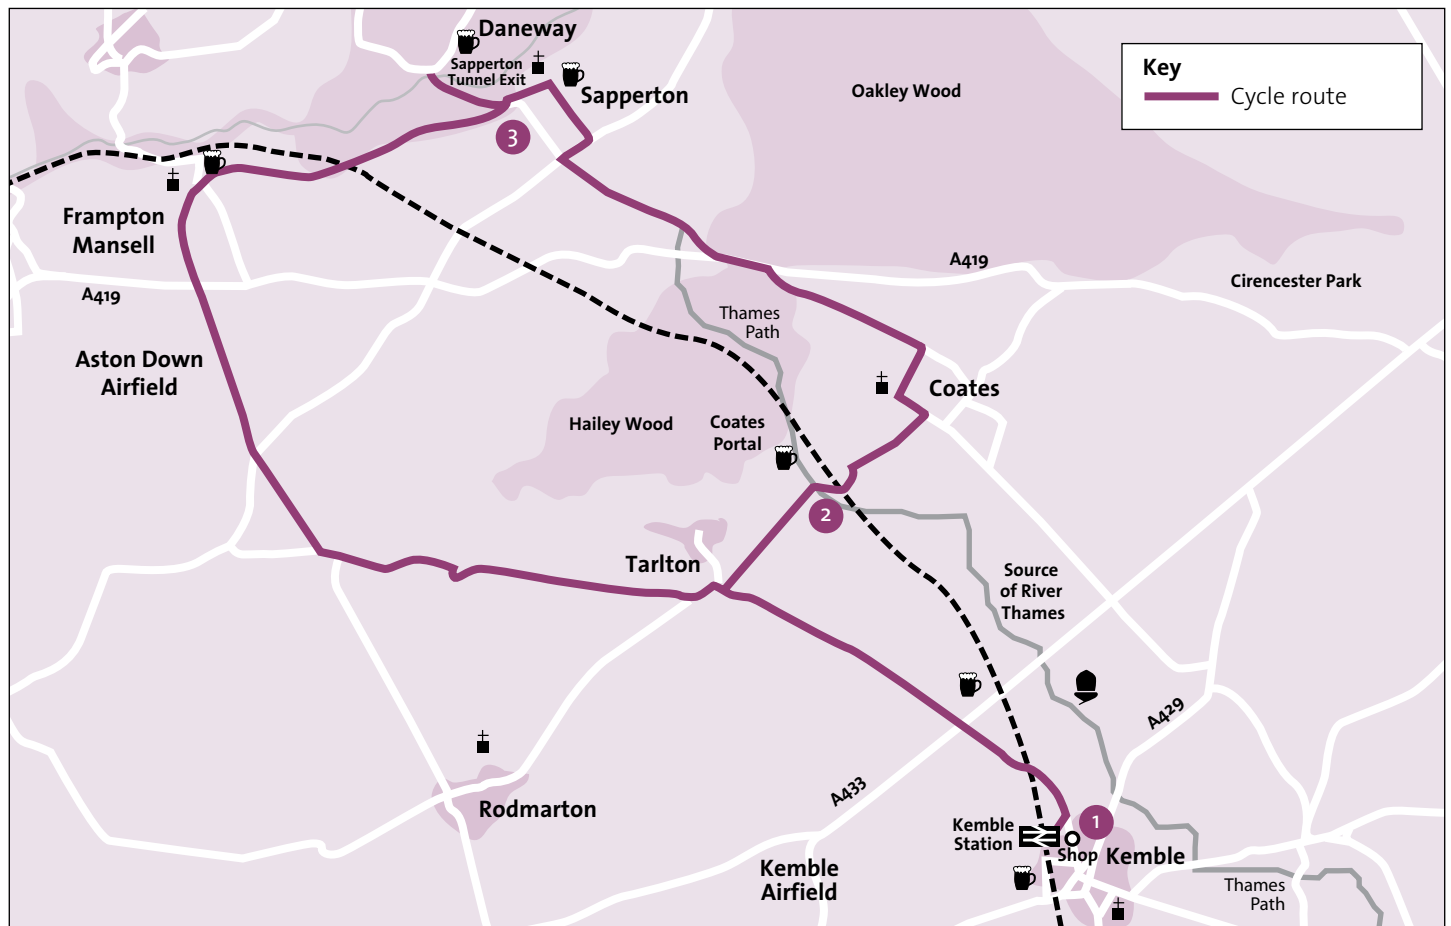 Daneway
Sapperton
Tunnel Exit
Sapperton
3
Oakley Wood
Key
Cycle route
Frampton
Mansell
A419
A419
Cirencester Park
Thames
Path
Aston Down
Airfield
Coates
Hailey Wood
Coates
Portal
2
Tarlton
Source
of River
Thames
A429
A433
Rodmarton
Kemble
Station
1
Shop
Kemble
Kemble
Airfield
Thames
Path